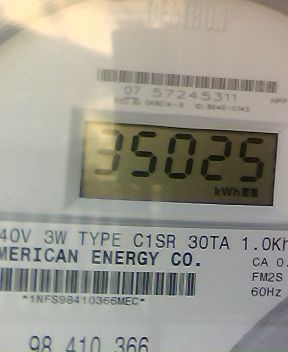 CENTRON
07 57245311
35025
kWh
40V 3W TYPE C1SR 30TA 1.0Kh
MERICAN ENERGY CO.
CA 0.
FM2S
60Hz
*1NFS98410366MEC*
98 410 366